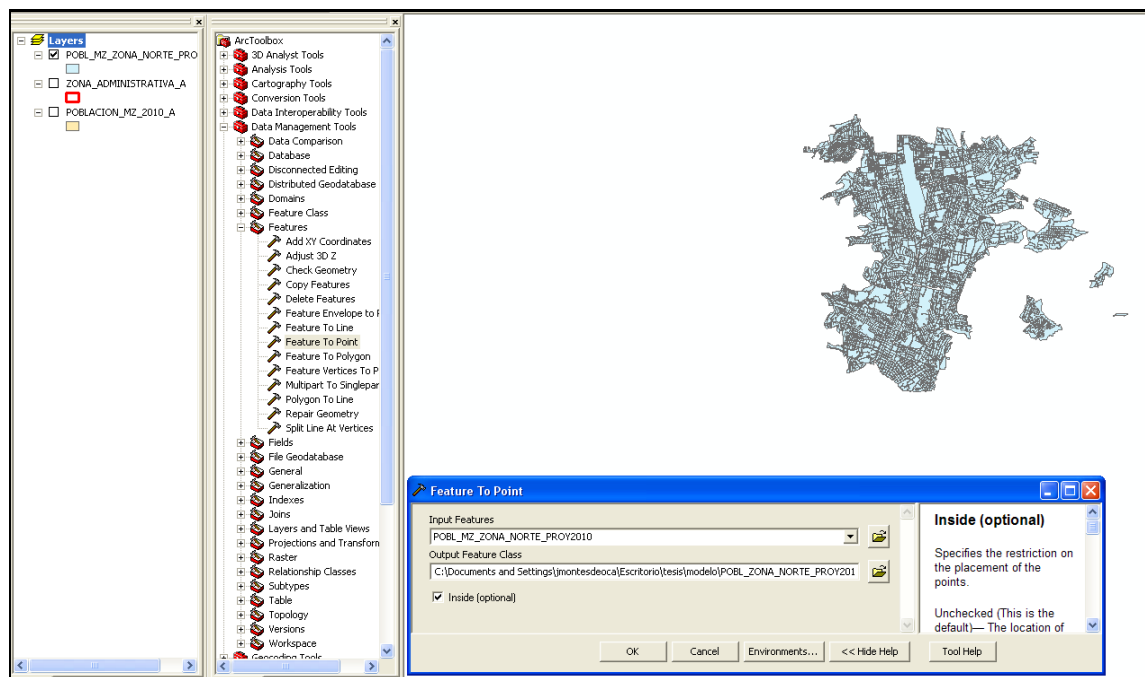 Layers
POBL_MZ_ZONA_NORTE_PRO
ZONA_ADMINISTRATIVA_A
POBLACION_MZ_2010_A
ArcToolbox
3D Analyst Tools
Analysis Tools
Cartography Tools
Conversion Tools
Data Interoperability Tools
Data Management Tools
Data Comparison
Database
Disconnected Editing
Distributed Geodatabase
Domains
Feature Class
Features
Add XY Coordinates
Adjust 3D Z
Check Geometry
Copy Features
Delete Features
Feature Envelope to P
Feature To Line
Feature To Point
Feature To Polygon
Feature Vertices To P
Multipart To Singlepar
Polygon To Line
Repair Geometry
Split Line At Vertices
Fields
File Geodatabase
General
Generalization
Indexes
Joins
Layers and Table Views
Projections and Transform
Raster
Relationship Classes
Subtypes
Table
Topology
Versions
Workspace
Geocoding Tools
Feature To Point
Input Features
POBL_MZ_ZONA_NORTE_PROY2010
Output Feature Class
C:\Documents and Settings\jmontesdeoca\Escritorio\tesis\modelo\POBL_ZONA_NORTE_PROY201
Inside (optional)
Inside (optional)
Specifies the restriction on
the placement of the
points.
Unchecked (This is the
default)— The location of
OK
Cancel
Environments...
<< Hide Help
Tool Help